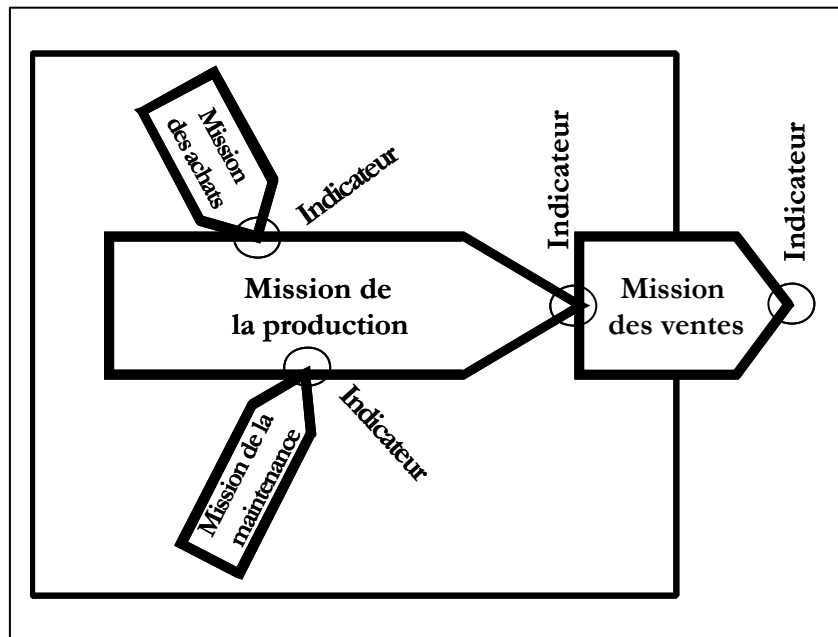 Mission
des achats
Indicateur
Indicateur
Indicateur
Mission de
la production
Mission
des ventes
Indicateur
Mission de la
maintenance